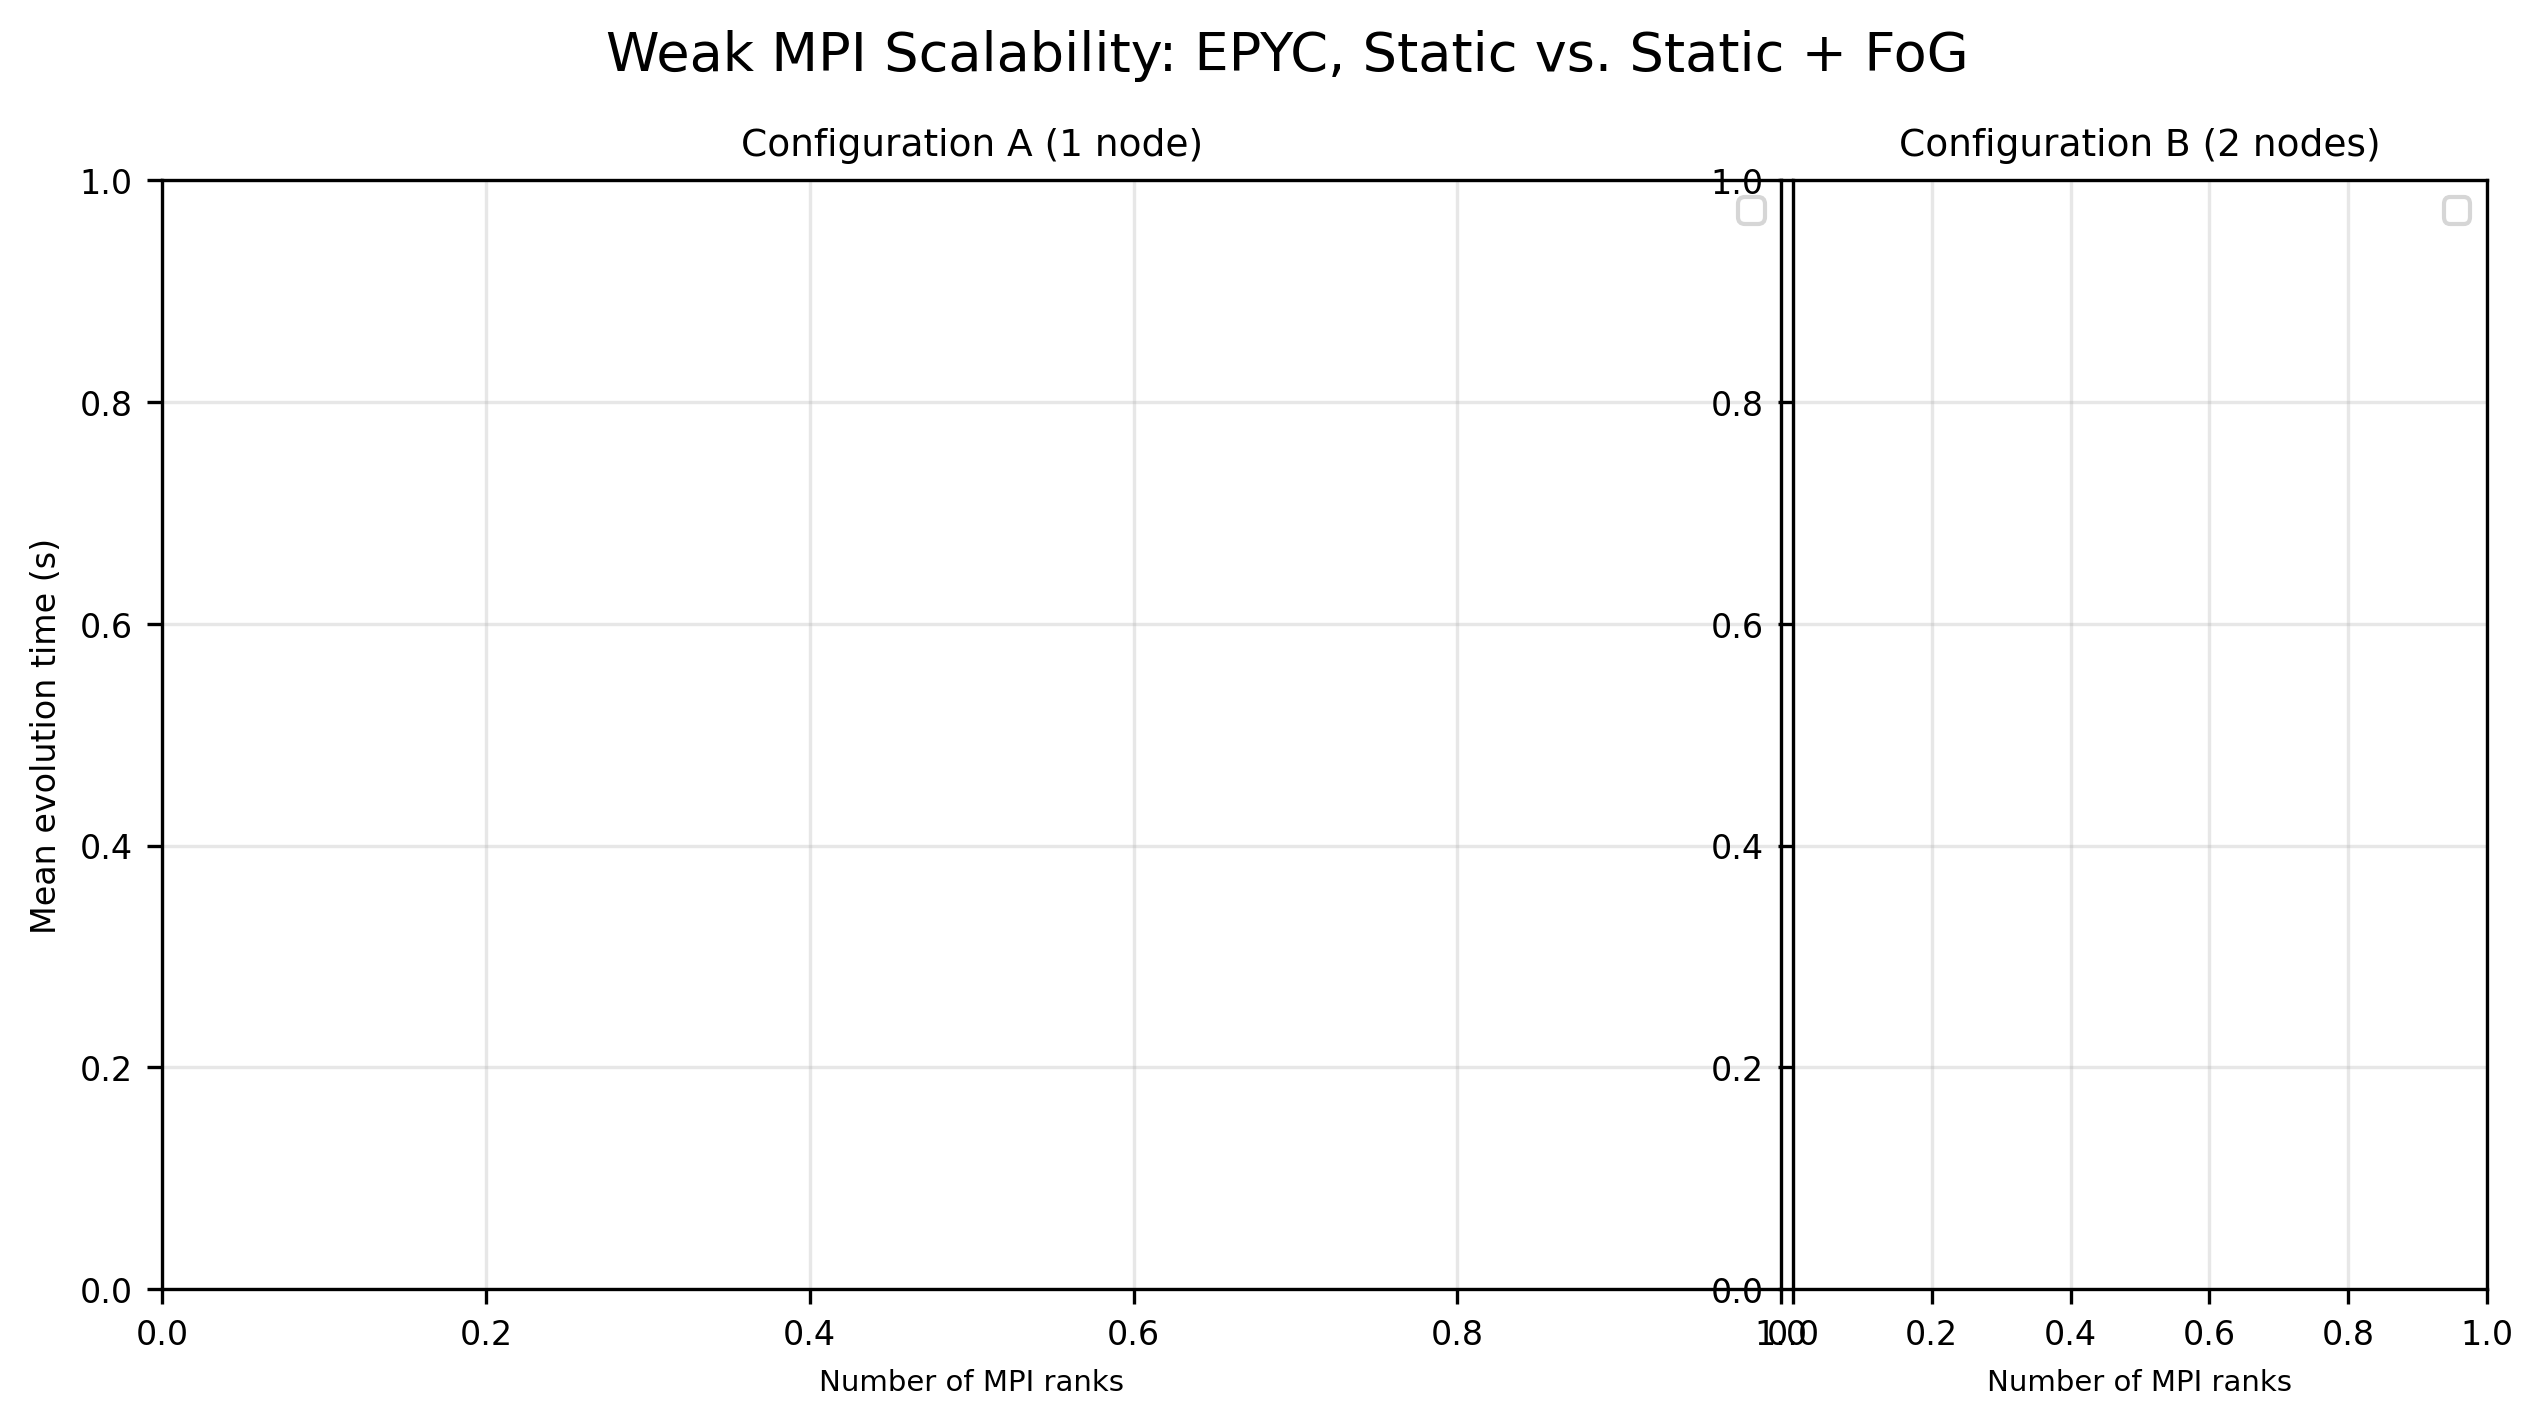 Weak MPI Scalability: EPYC, Static vs. Static + FoG
Configuration A (1 node)
Configuration B (2 nodes)
Mean evolution time (s)
1.0
0.8
0.6
0.4
0.2
0.0
0.0 0.2 0.4 0.6 0.8 1.0
Number of MPI ranks
1.0
0.8
0.6
0.4
0.2
0.0
0.0 0.2 0.4 0.6 0.8 1.0
Number of MPI ranks